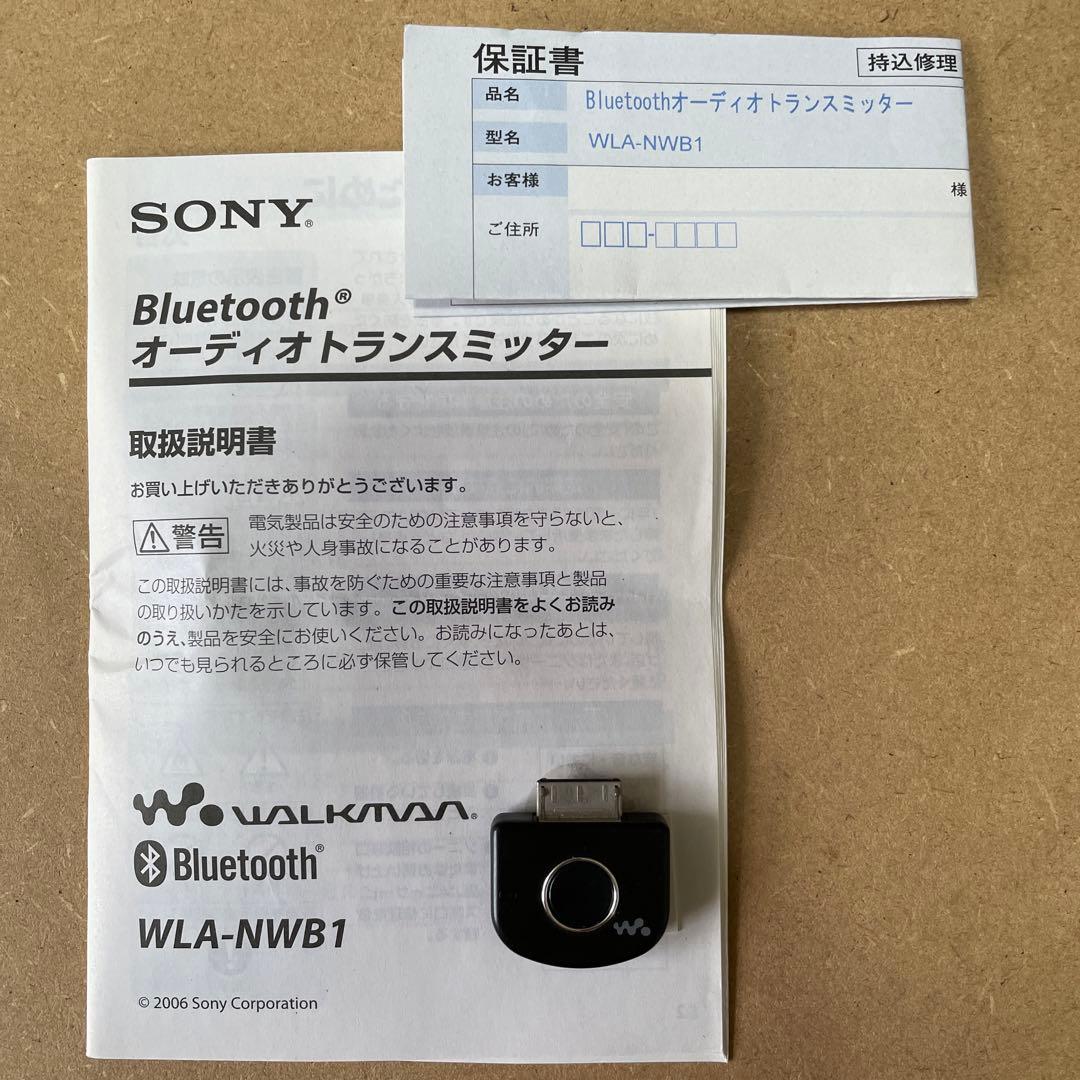 保証書
持込修理
品名
Bluetoothオーディオトランスミッター
型名
WLA-NWB1
お客様
様
ご住所
SONY®
Bluetooth®
オーディオトランスミッター
取扱説明書
お買い上げいただきありがとうございます。
警告
電気製品は安全のための注意事項を守らないと、
火災や人身事故になることがあります。
この取扱説明書には、事故を防ぐための重要な注意事項と製品
の取り扱いかたを示しています。この取扱説明書をよくお読み
のうえ、製品を安全にお使いください。お読みになったあとは、
いつでも見られるところに必ず保管してください。
WALKMAN®
Bluetooth®
WLA-NWB1
© 2006 Sony Corporation